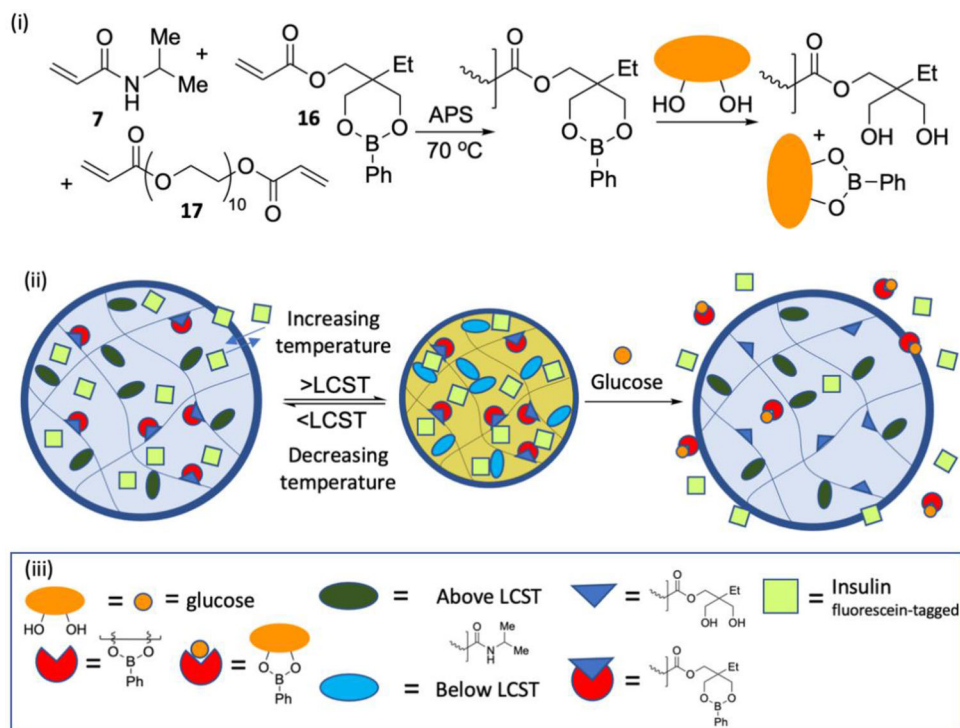 (i)
O
N
H
Me
Me
+
7
O
O
Et
O
O
B
Ph
16
APS
70 °C
O
O
Et
O
O
B
Ph
HO
OH
O
O
Et
OH
OH
+
O
O
B
Ph
+
O
O
O
O
10
17
(ii)
Increasing
temperature
>LCST
<LCST
Decreasing
temperature
Glucose
(iii)
HO
OH
=
= glucose
=
Above LCST
=
O
O
Et
OH OH
= Insulin
fluorescein-tagged
=
O
O
B
Ph
=
O
O
B
Ph
O
N
H
Me
Me
=
Below LCST
=
O
O
Et
O
O
B
Ph